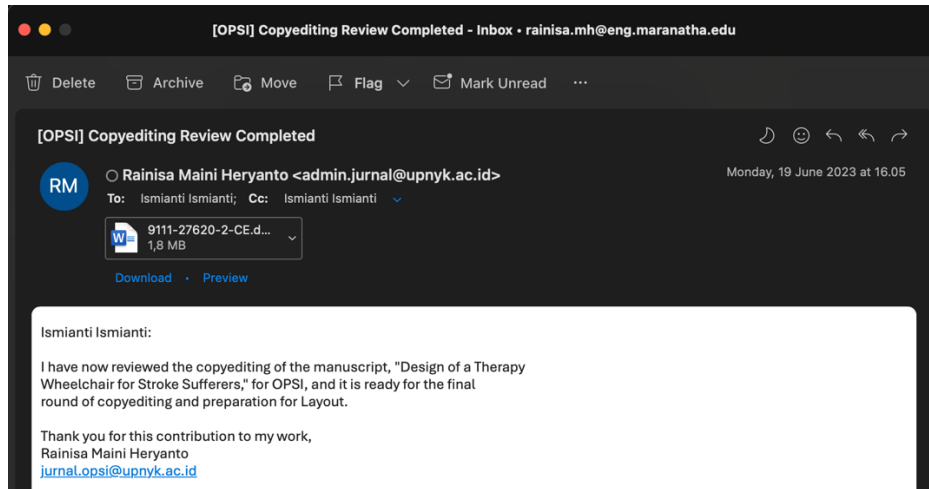 [OPSI] Copyediting Review Completed - Inbox • rainisa.mh@eng.maranatha.edu
Delete Archive Move Flag Mark Unread ...
[OPSI] Copyediting Review Completed
RM
Rainisa Maini Heryanto <admin.jurnal@upnyk.ac.id>
Monday, 19 June 2023 at 16.05
To: Ismianti Ismianti; Cc: Ismianti Ismianti
9111-27620-2-CE.d...
1,8 MB
Download · Preview
Ismianti Ismianti:
I have now reviewed the copyediting of the manuscript, "Design of a Therapy
Wheelchair for Stroke Sufferers," for OPSI, and it is ready for the final
round of copyediting and preparation for Layout.
Thank you for this contribution to my work,
Rainisa Maini Heryanto
jurnal.opsi@upnyk.ac.id